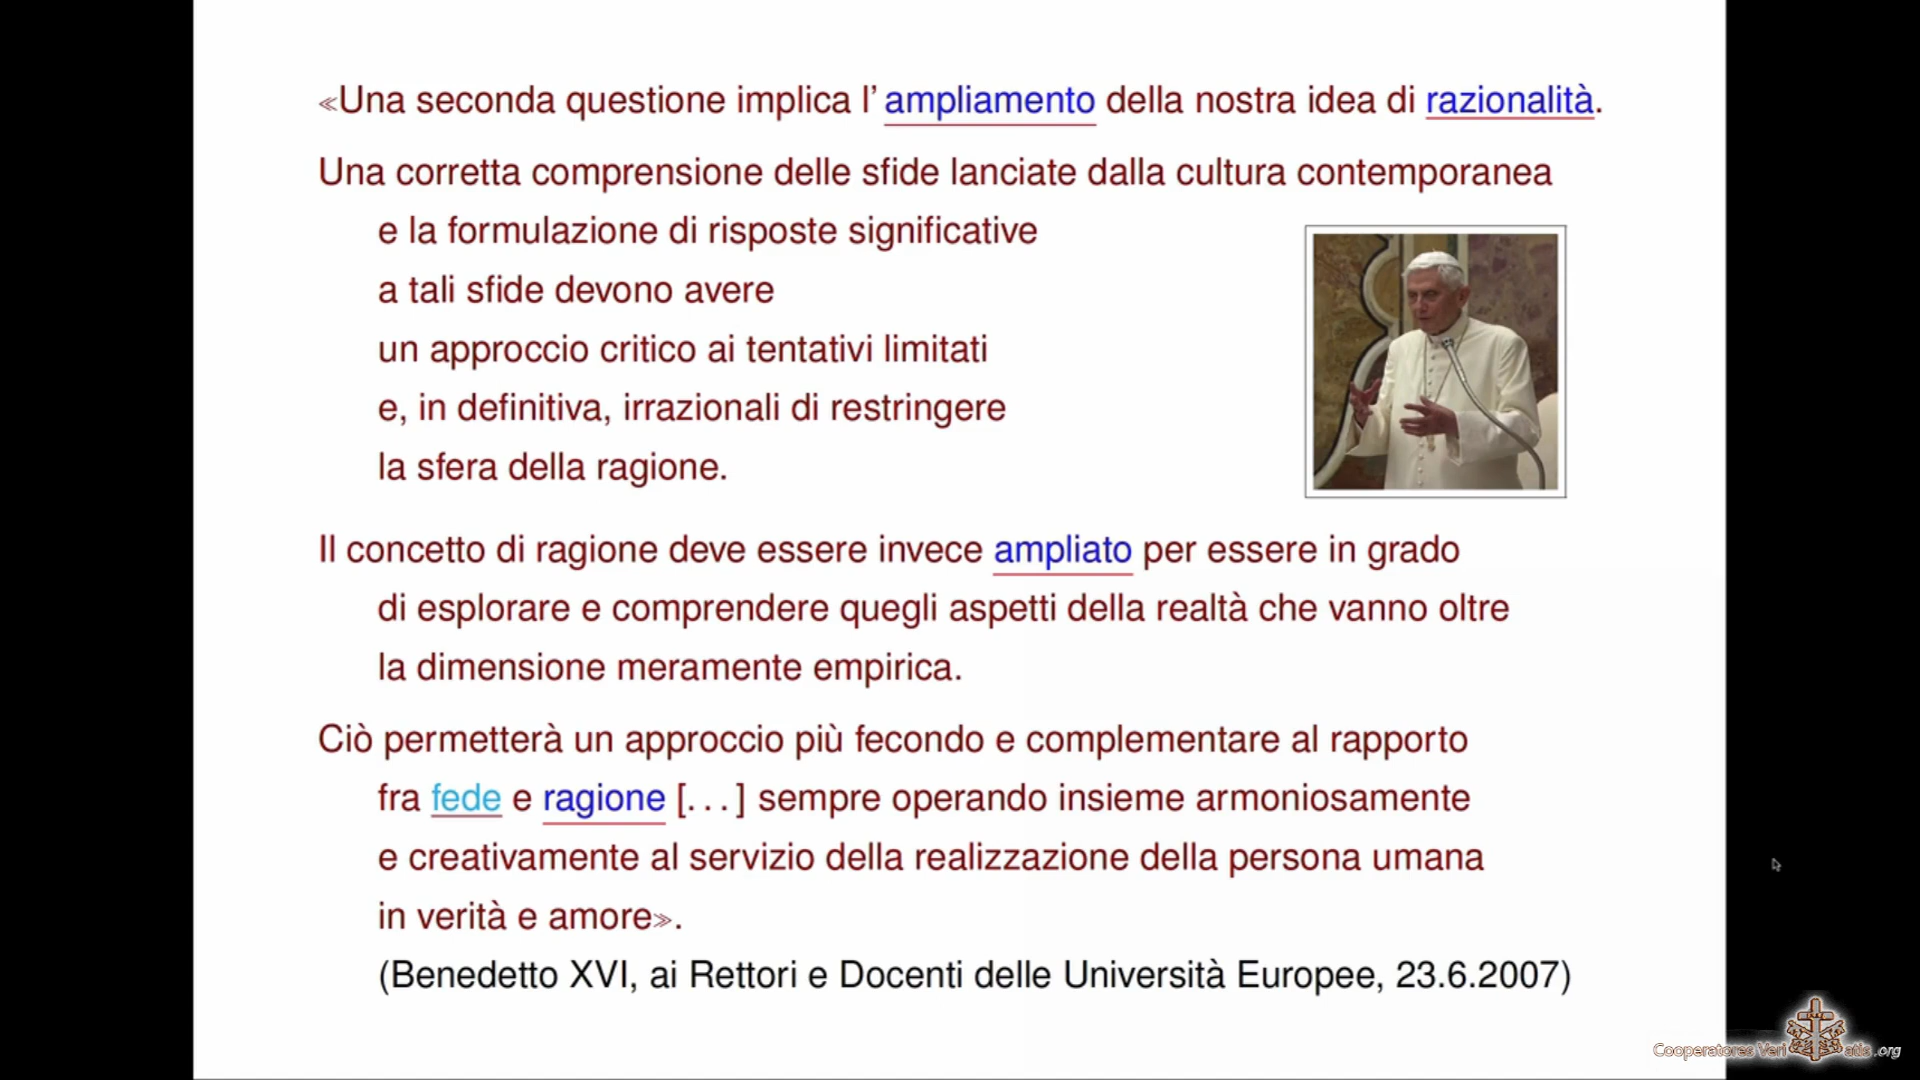 ≪Una seconda questione implica l’ampliamento della nostra idea di razionalità.
Una corretta comprensione delle sfide lanciate dalla cultura contemporanea
e la formulazione di risposte significative
a tali sfide devono avere
un approccio critico ai tentativi limitati
e, in definitiva, irrazionali di restringere
la sfera della ragione.
Il concetto di ragione deve essere invece ampliato per essere in grado
di esplorare e comprendere quegli aspetti della realtà che vanno oltre
la dimensione meramente empirica.
Ciò permetterà un approccio più fecondo e complementare al rapporto
fra fede e ragione [. . . ] sempre operando insieme armoniosamente
e creativamente al servizio della realizzazione della persona umana
in verità e amore≫.
(Benedetto XVI, ai Rettori e Docenti delle Università Europee, 23.6.2007)
Cooperatores Veri atis .org